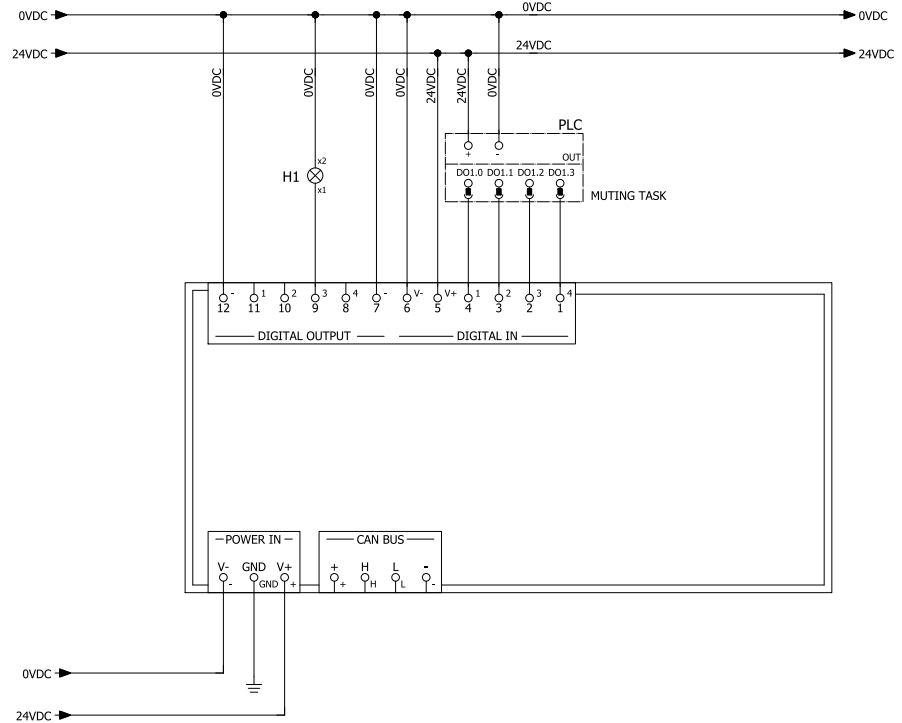 0VDC 0VDC 0VDC
24VDC 24VDC 24VDC
0VDC 0VDC 0VDC 0VDC 24VDC 24VDC 0VDC
PLC
+ -
OUT
x2
H1
x1
DO1.0 DO1.1 DO1.2 DO1.3
MUTING TASK
- 1 2 3 4 - V- V+ 1 2 3 4
12 11 10 9 8 7 6 5 4 3 2 1
DIGITAL OUTPUT DIGITAL IN
POWER IN CAN BUS
V- GND V+ + H L -
- GND + + H L -
0VDC
24VDC